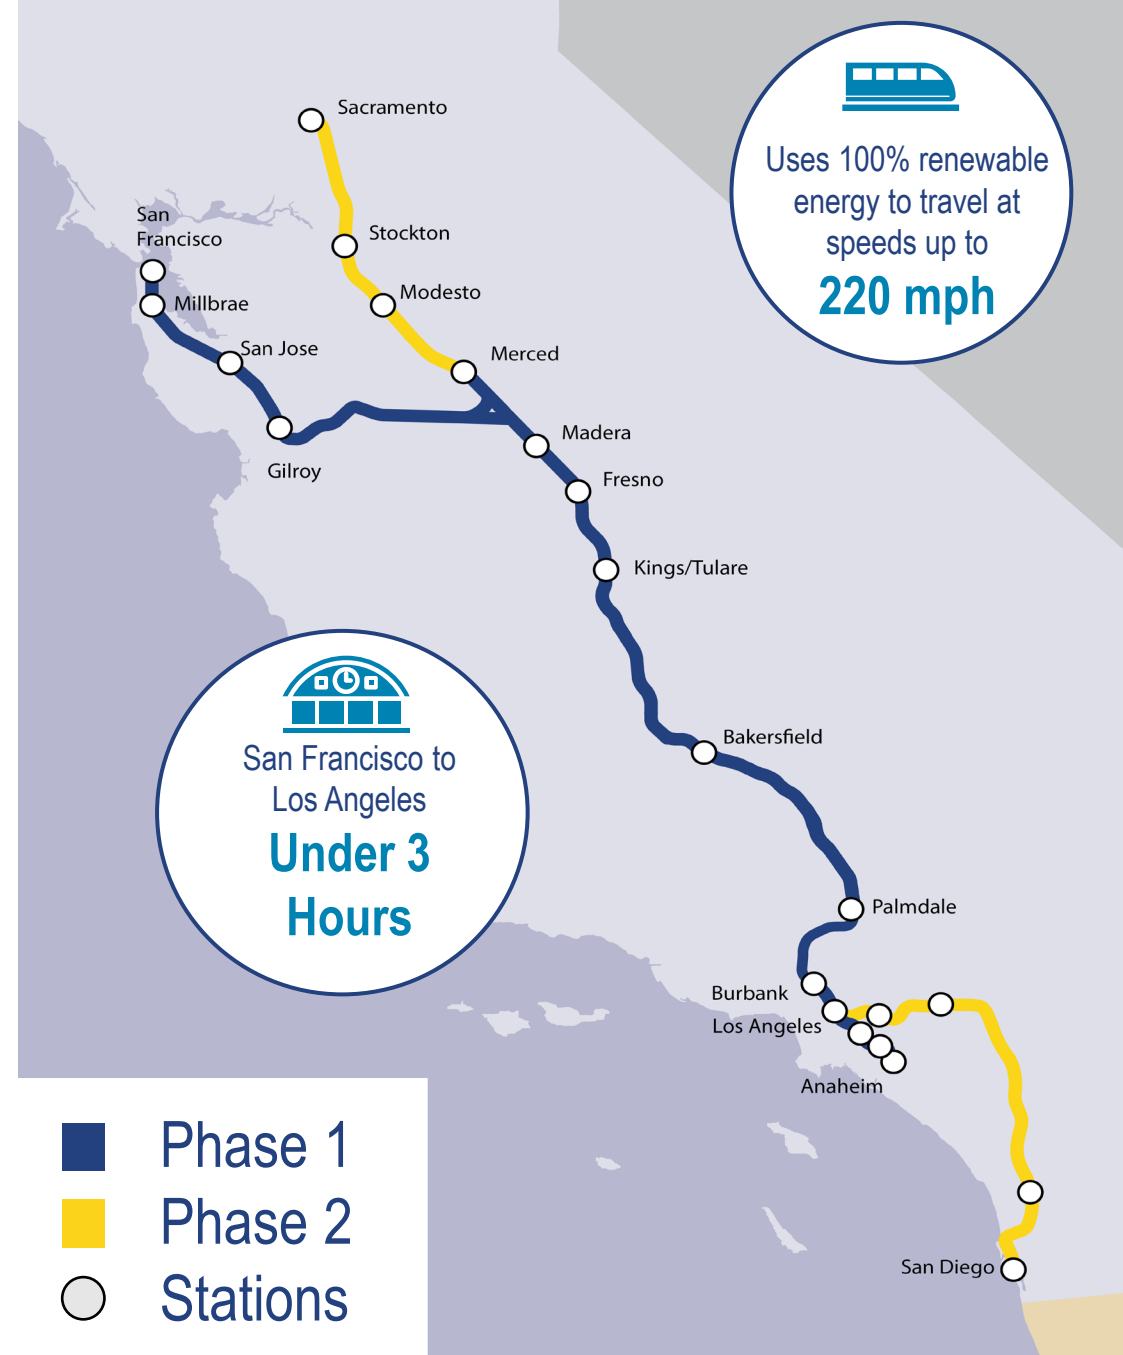 Sacramento
Uses 100% renewable
energy to travel at
speeds up to
220 mph
San
Francisco
Stockton
Modesto
Millbrae
San Jose
Merced
Madera
Gilroy
Fresno
Kings/Tulare
Bakersfield
San Francisco to
Los Angeles
Under 3
Hours
Palmdale
Burbank
Los Angeles
Anaheim
San Diego
Phase 1
Phase 2
Stations